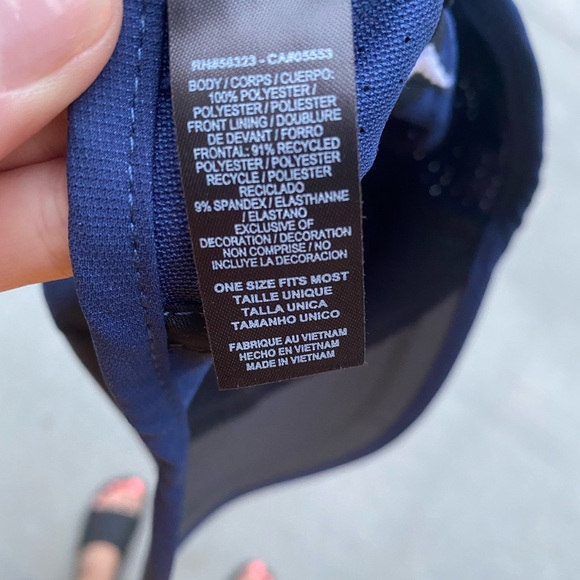 RH#56323 - CA#05553
BODY / CORPS / CUERPO:
100% POLYESTER /
POLYESTER / POLIESTER
FRONT LINING / DOUBLURE
DE DEVANT / FORRO
FRONTAL: 91% RECYCLED
POLYESTER / POLYESTER
RECYCLE / POLIESTER
RECICLADO
9% SPANDEX / ELASTHANNE
/ ELASTANO
EXCLUSIVE OF
DECORATION / DECORATION
NON COMPRISE / NO
INCLUYE LA DECORACION
ONE SIZE FITS MOST
TAILLE UNIQUE
TALLA UNICA
TAMANHO UNICO
FABRIQUE AU VIETNAM
HECHO EN VIETNAM
MADE IN VIETNAM